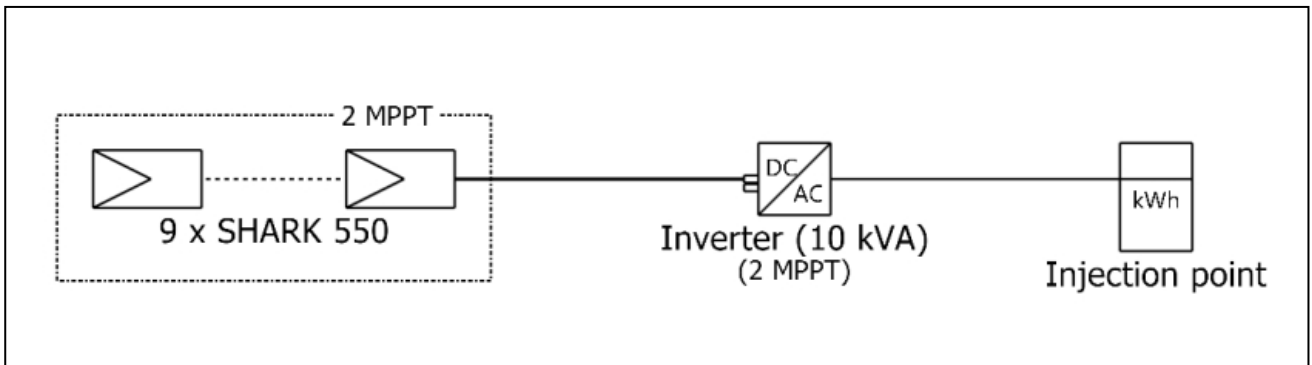 2 MPPT
9 x SHARK 550
DC
AC
Inverter (10 kVA)
(2 MPPT)
kWh
Injection point